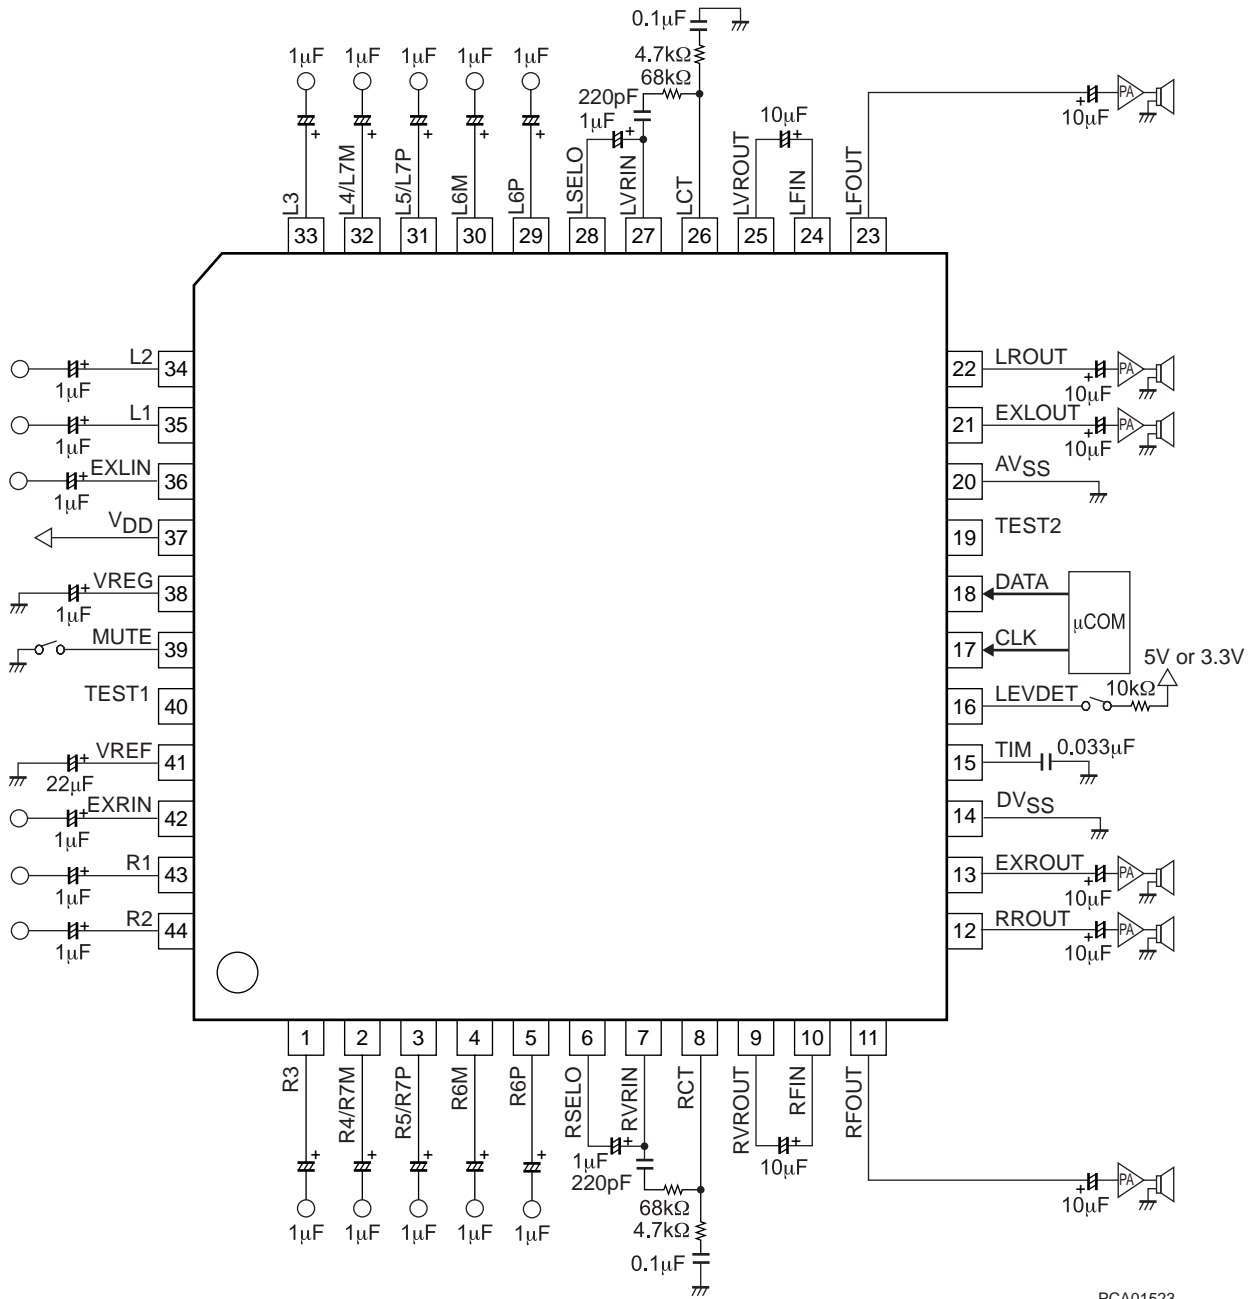 0.1μF
4.7kΩ
68kΩ
1μF 1μF 1μF 1μF 1μF
220pF
1μF
10μF
PA
10μF
L3 L4/L7M L5/L7P L6M L6P LSELO LVRIN LCT LVROUT LFIN LFOUT
33 32 31 30 29 28 27 26 25 24 23
L2 34
1μF
22 LROUT
PA
10μF
L1 35
1μF
21 EXLOUT
PA
10μF
EXLIN 36
1μF
20 AVSS
VDD 37
19 TEST2
VREG 38
1μF
18 DATA
μCOM
MUTE 39
17 CLK
5V or 3.3V
TEST1 40
16 LEVDET
10kΩ
VREF 41
22μF
15 TIM
0.033μF
EXRIN 42
1μF
14 DVSS
R1 43
1μF
13 EXROUT
PA
10μF
R2 44
1μF
12 RROUT
PA
10μF
1 2 3 4 5 6 7 8 9 10 11
R3 R4/R7M R5/R7P R6M R6P RSELO RVRIN RCT RVROUT RFIN RFOUT
1μF
220pF
10μF
PA
10μF
1μF 1μF 1μF 1μF 1μF
68kΩ
4.7kΩ
0.1μF
PCA01523